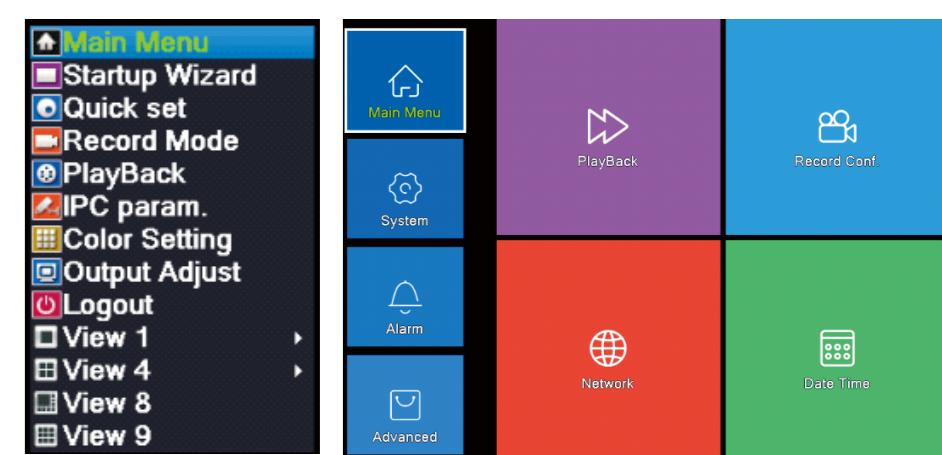 Main Menu
Startup Wizard
Quick set
Record Mode
PlayBack
IPC param.
Color Setting
Output Adjust
Logout
View 1
View 4
View 8
View 9
Main Menu
System
Alarm
Advanced
PlayBack
Record Conf.
Network
Date Time